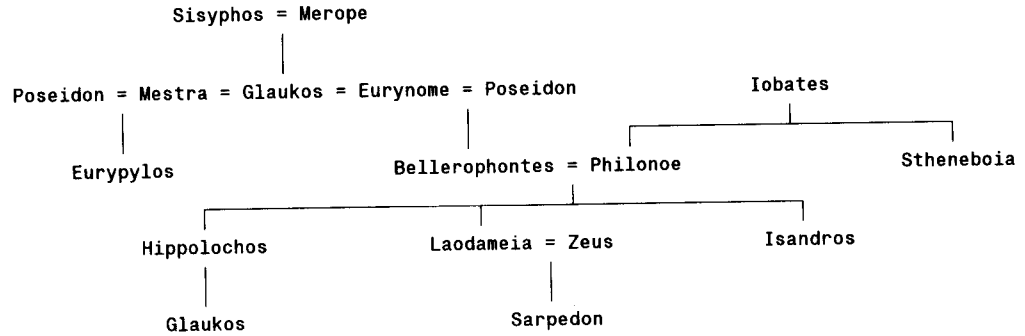 Sisyphos = Merope
Poseidon = Mestra = Glaukos = Eurynome = Poseidon
Iobates
Eurypylos
Bellerophontes = Philonoe
Stheneboia
Hippolochos
Laodameia = Zeus
Isandros
Glaukos
Sarpedon